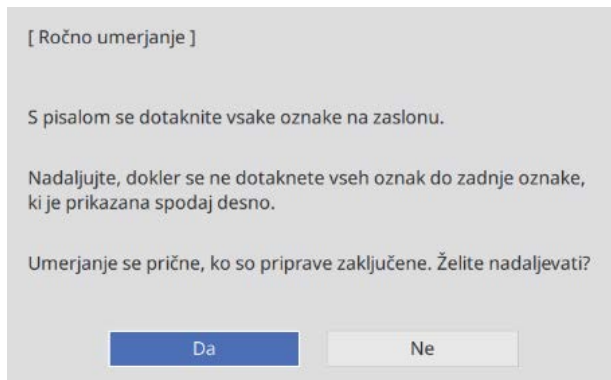 [ Ročno umerjanje ]
S pisalom se dotaknite vsake oznake na zaslonu.
Nadaljujte, dokler se ne dotaknete vseh oznak do zadnje oznake,
ki je prikazana spodaj desno.
Umerjanje se prične, ko so priprave zaključene. Želite nadaljevati?
Da
Ne